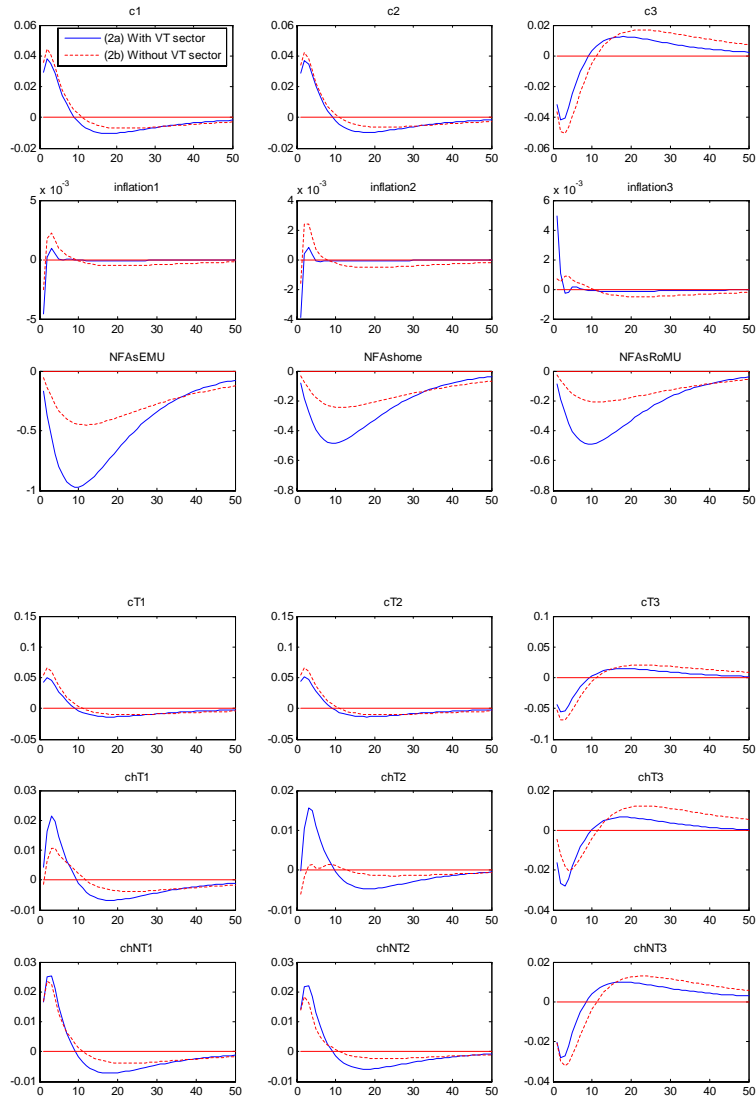 c1 c2 c3
0.06 0.06 0.02
(2a) With VT sector
(2b) Without VT sector
0.04 0.04 0
0.02 0.02 -0.02
0 0 -0.04
-0.02 -0.02 -0.06
0 10 20 30 40 50 0 10 20 30 40 50 0 10 20 30 40 50
x 10-3 inflation1 x 10-3 inflation2 x 10-3 inflation3
5 4 6
2 4
0 0 2
-2 0
-5 -4 -2
0 10 20 30 40 50 0 10 20 30 40 50 0 10 20 30 40 50
NFAsEMU NFAshome NFAsRoMU
0 0 0
-0.2 -0.2
-0.5 -0.4 -0.4
-0.6 -0.6
-1 -0.8 -0.8
0 10 20 30 40 50 0 10 20 30 40 50 0 10 20 30 40 50
cT1 cT2 cT3
0.15 0.15 0.1
0.1 0.1 0.05
0.05 0.05 0
0 0 -0.05
-0.05 -0.05 -0.1
0 10 20 30 40 50 0 10 20 30 40 50 0 10 20 30 40 50
chT1 chT2 chT3
0.03 0.02 0.02
0.02 0.01 0
0.01 0 -0.02
0
-0.01 -0.01 -0.04
0 10 20 30 40 50 0 10 20 30 40 50 0 10 20 30 40 50
chNT1 chNT2 chNT3
0.03 0.03 0.02
0.02 0.02 0
0.01 0.01 -0.02
0 0
-0.01 -0.01 -0.04
0 10 20 30 40 50 0 10 20 30 40 50 0 10 20 30 40 50